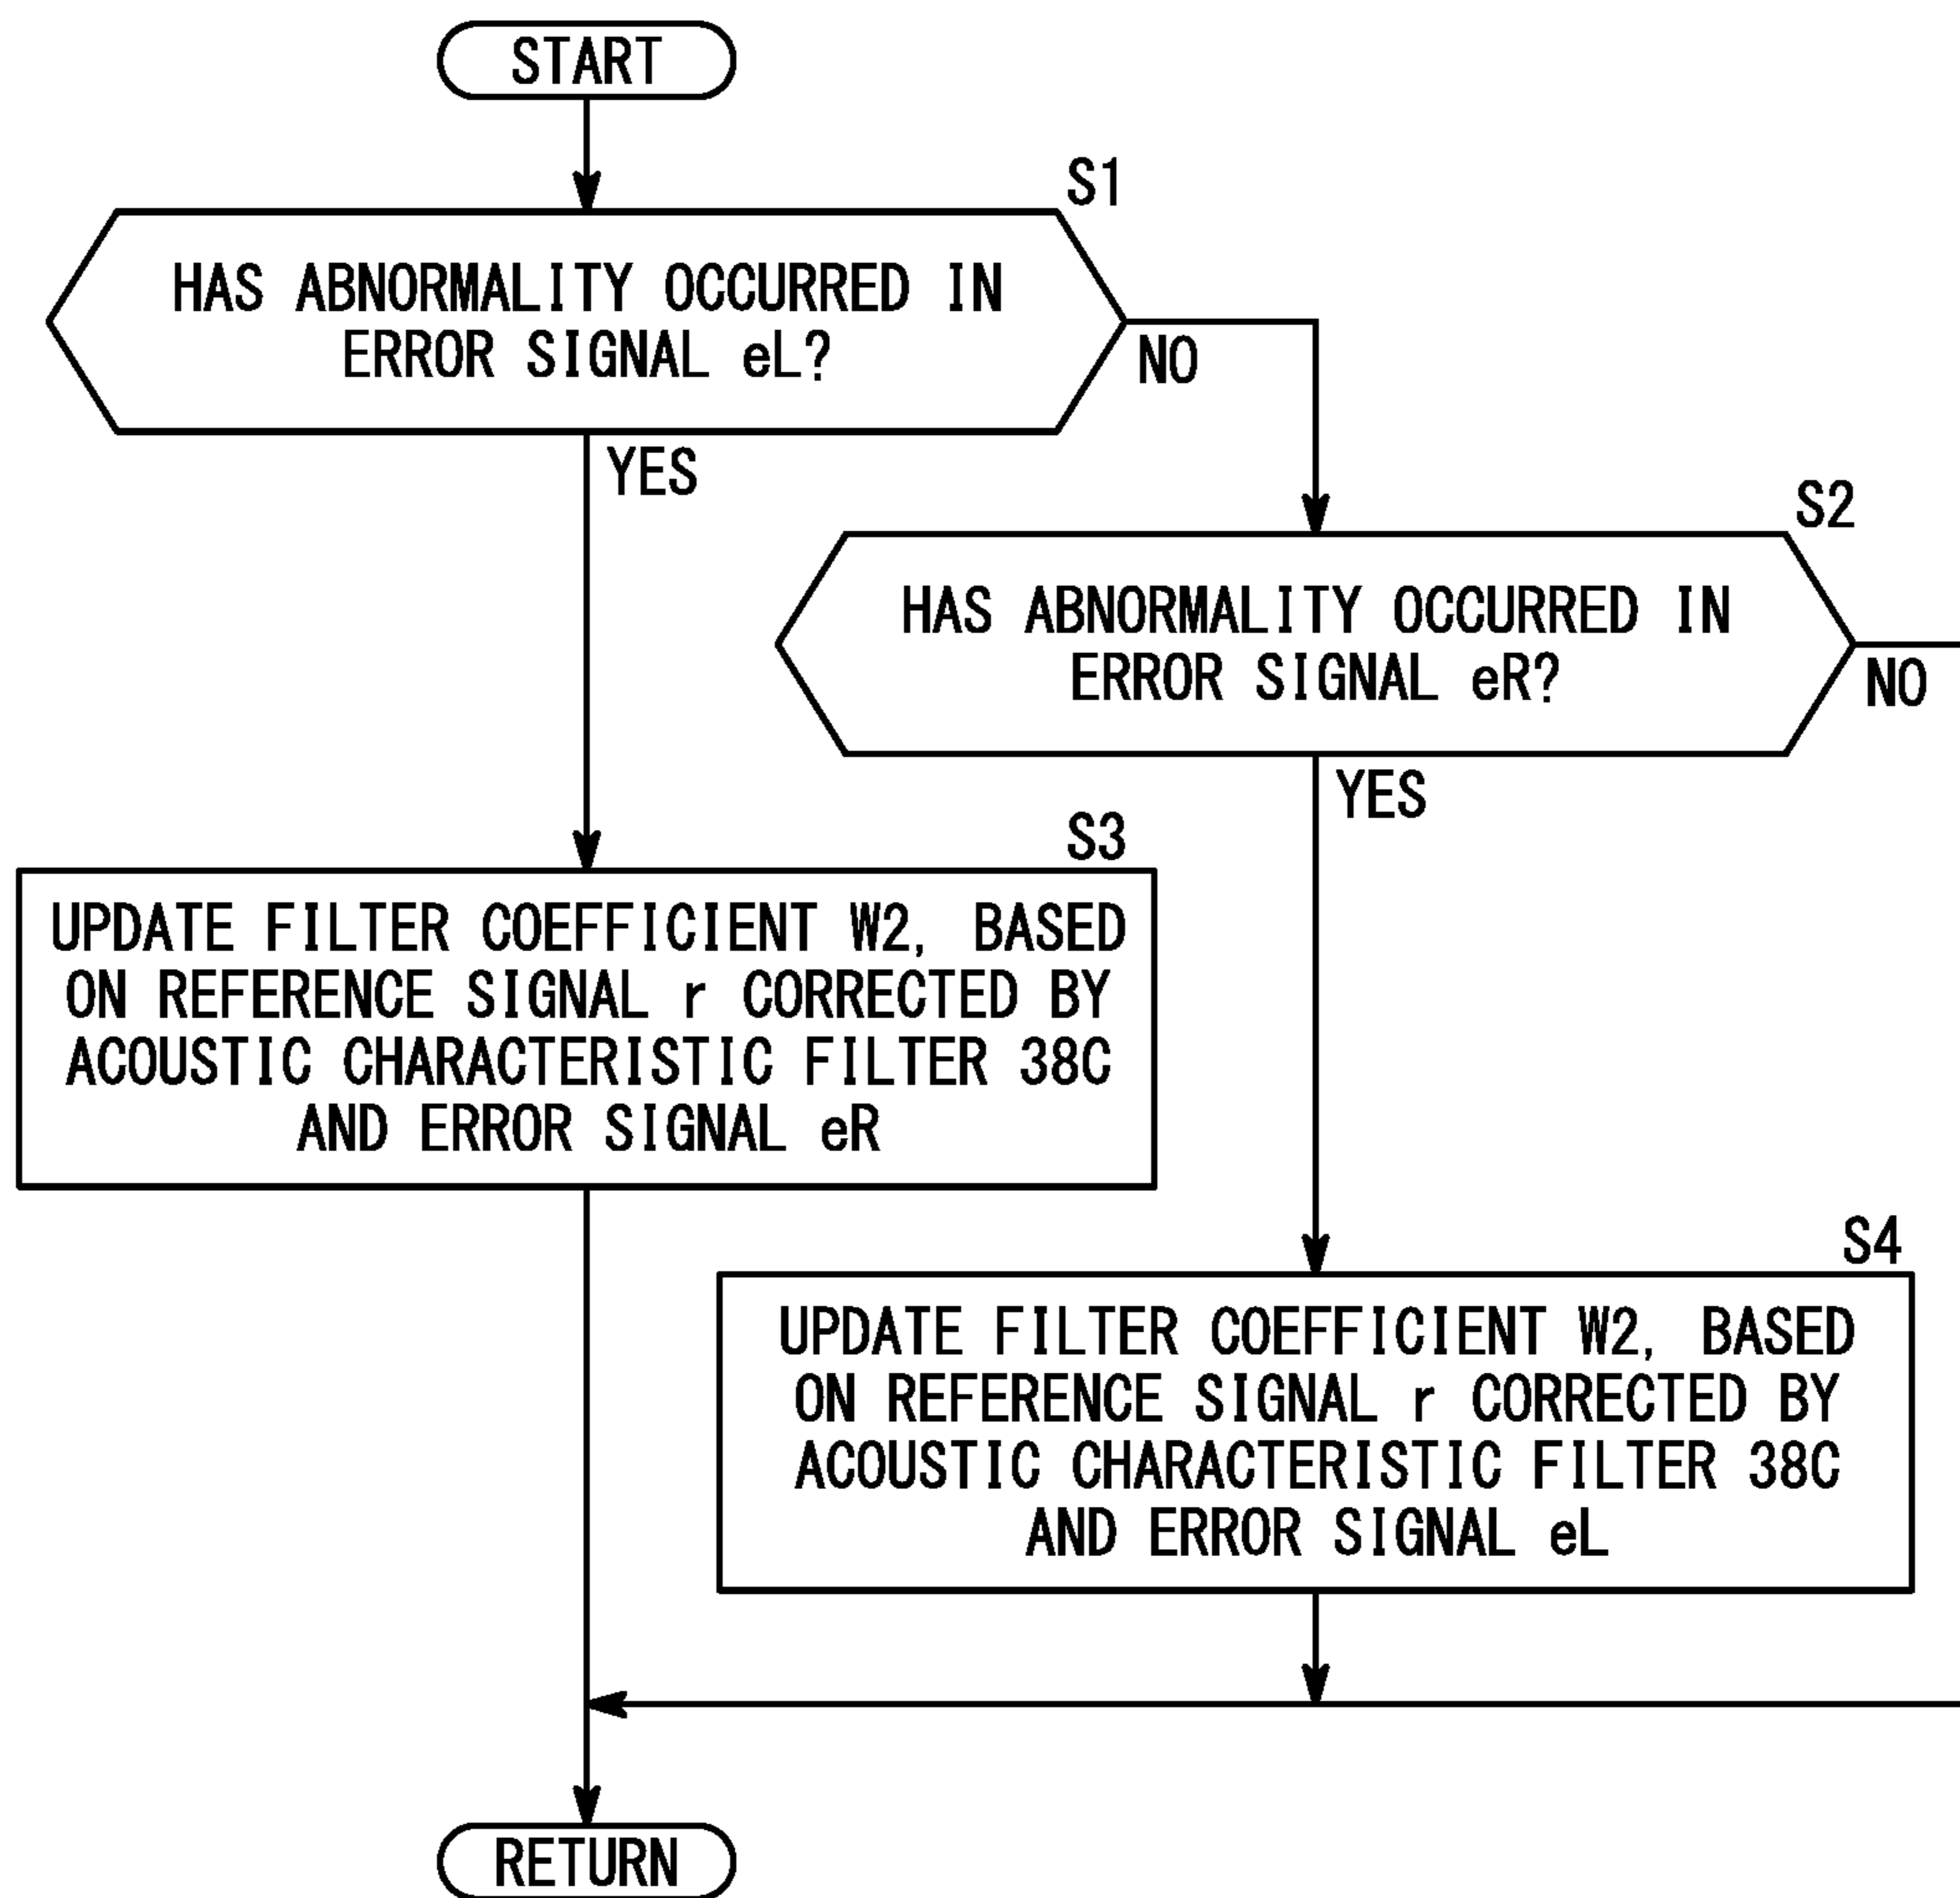 START
S1
HAS ABNORMALITY OCCURRED IN
ERROR SIGNAL eL?
NO
YES
S2
HAS ABNORMALITY OCCURRED IN
ERROR SIGNAL eR?
NO
YES
S3
UPDATE FILTER COEFFICIENT W2, BASED
ON REFERENCE SIGNAL r CORRECTED BY
ACOUSTIC CHARACTERISTIC FILTER 38C
AND ERROR SIGNAL eR
S4
UPDATE FILTER COEFFICIENT W2, BASED
ON REFERENCE SIGNAL r CORRECTED BY
ACOUSTIC CHARACTERISTIC FILTER 38C
AND ERROR SIGNAL eL
RETURN